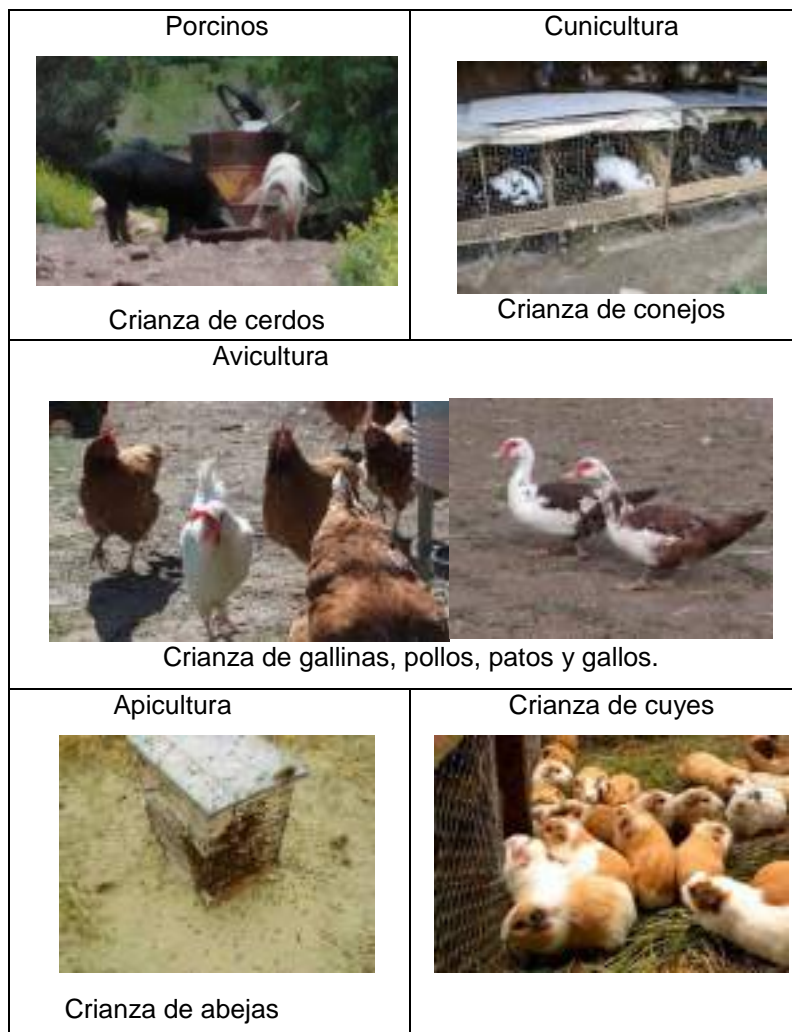 Porcinos
Cunicultura
Crianza de cerdos
Crianza de conejos
Avicultura
Crianza de gallinas, pollos, patos y gallos.
Apicultura
Crianza de cuyes
Crianza de abejas